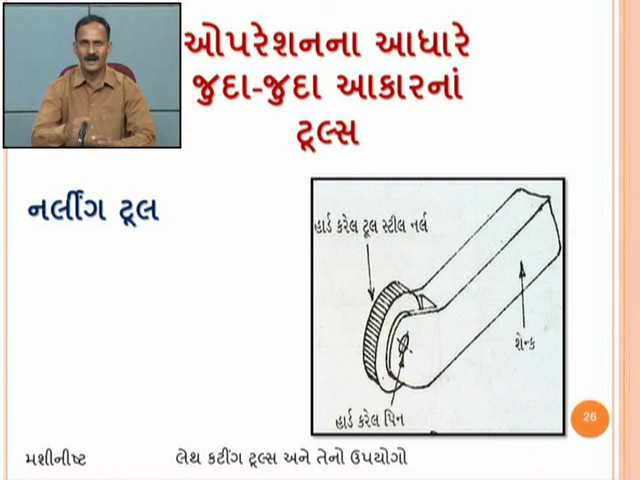 ઓપરેશનના આધારે
જુદા-જુદા આકારનાં
ટૂલ્સ
નર્લીંગ ટૂલ
હાર્ડ કરેલ ટૂલ સ્ટીલ નર્લ
શેન્ક
હાર્ડ કરેલ પિન
26
મશીનીષ્ટ લેથ કટીંગ ટૂલ્સ અને તેનો ઉપયોગો